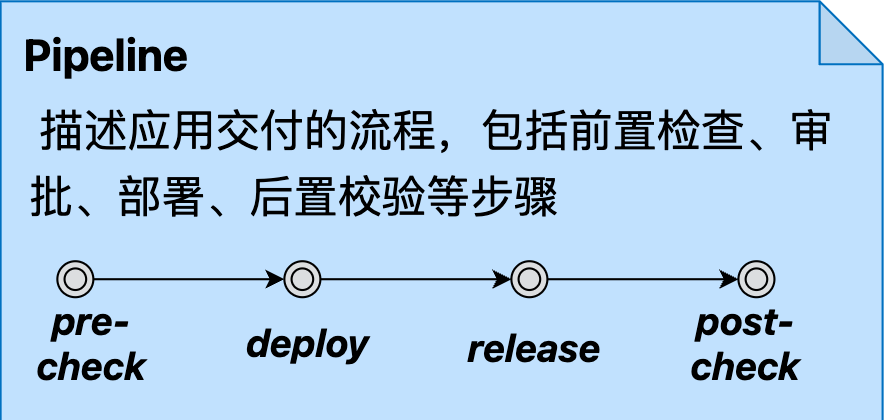 Pipeline
描述应用交付的流程，包括前置检查、审
批、部署、后置校验等步骤
pre-
check
deploy
release
post-
check